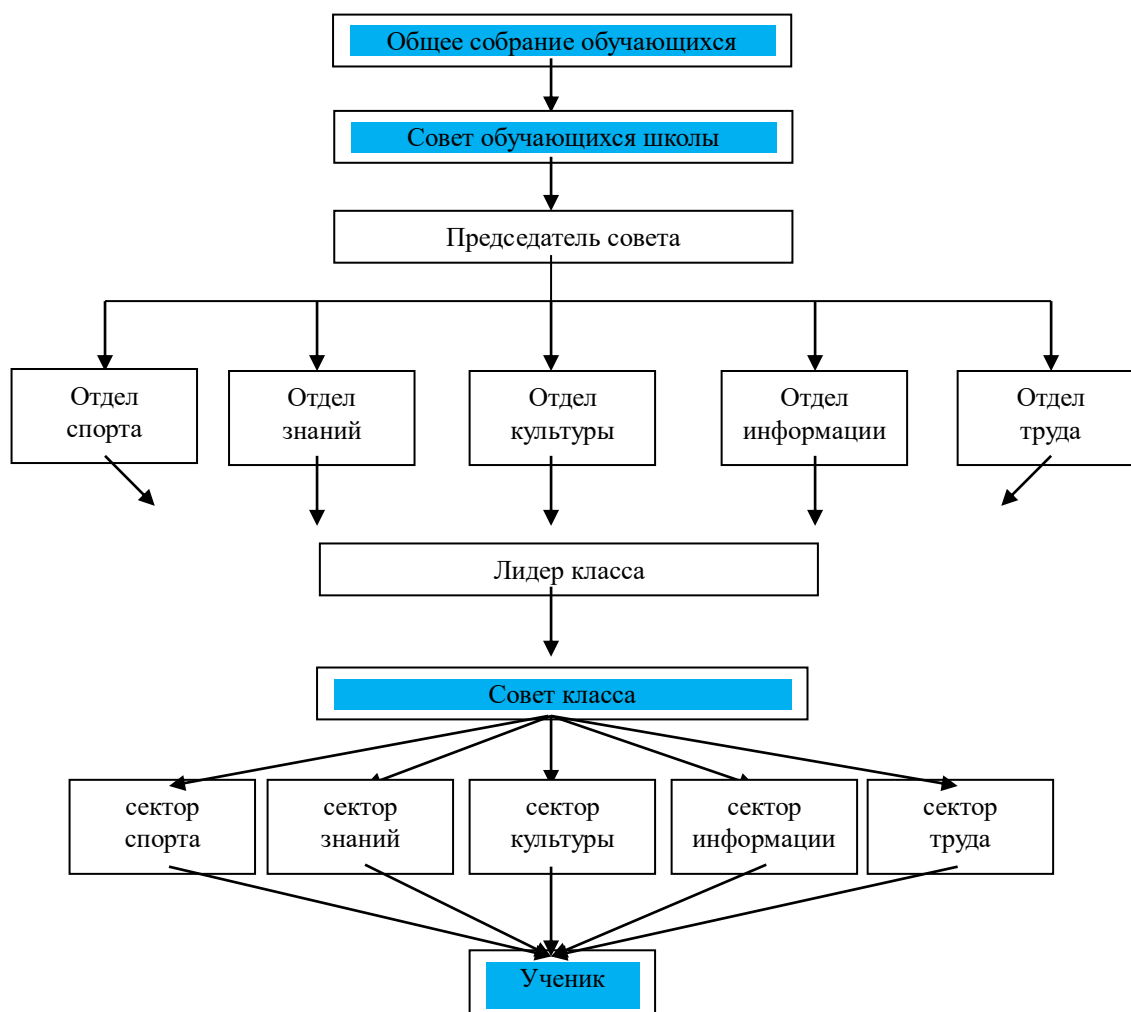 Общее собрание обучающихся
Совет обучающихся школы
Председатель совета
Отдел
спорта
Отдел
знаний
Отдел
культуры
Отдел
информации
Отдел
труда
Лидер класса
Совет класса
сектор
спорта
сектор
знаний
сектор
культуры
сектор
информации
сектор
труда
Ученик